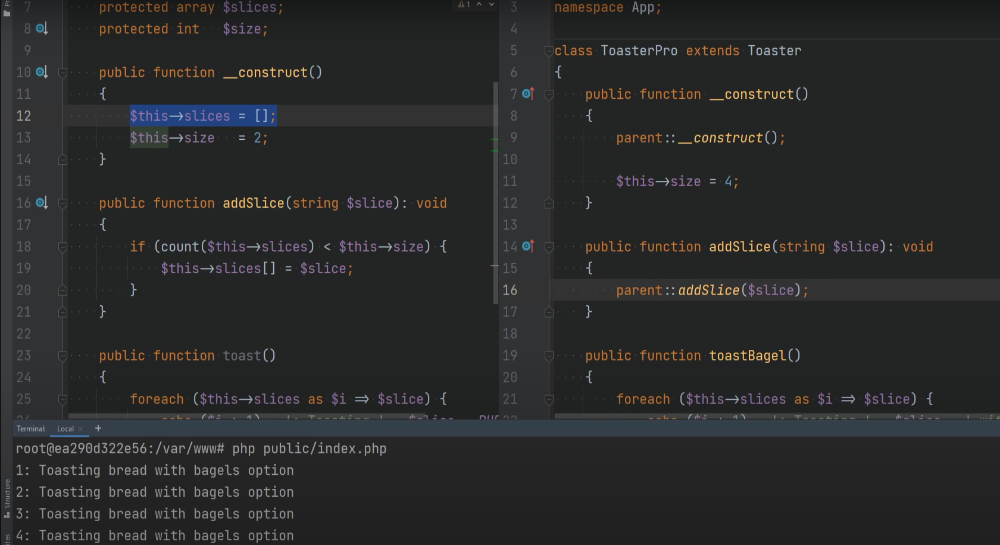 7 protected array $slices;
8 protected int $size;
9
10 public function __construct()
11 {
12 $this->slices = [];
13 $this->size = 2;
14 }
15
16 public function addSlice(string $slice): void
17 {
18 if (count($this->slices) < $this->size) {
19 $this->slices[] = $slice;
20 }
21 }
22
23 public function toast()
24 {
25 foreach ($this->slices as $i => $slice) {
1
3 namespace App;
4
5 class ToasterPro extends Toaster
6 {
7 public function __construct()
8 {
9 parent::__construct();
10
11 $this->size = 4;
12 }
13
14 public function addSlice(string $slice): void
15 {
16 parent::addSlice($slice);
17 }
18
19 public function toastBagel()
20 {
21 foreach ($this->slices as $i => $slice) {
Terminal: Local × +
root@ea290d322e56:/var/www# php public/index.php
1: Toasting bread with bagels option
2: Toasting bread with bagels option
3: Toasting bread with bagels option
4: Toasting bread with bagels option
Structure